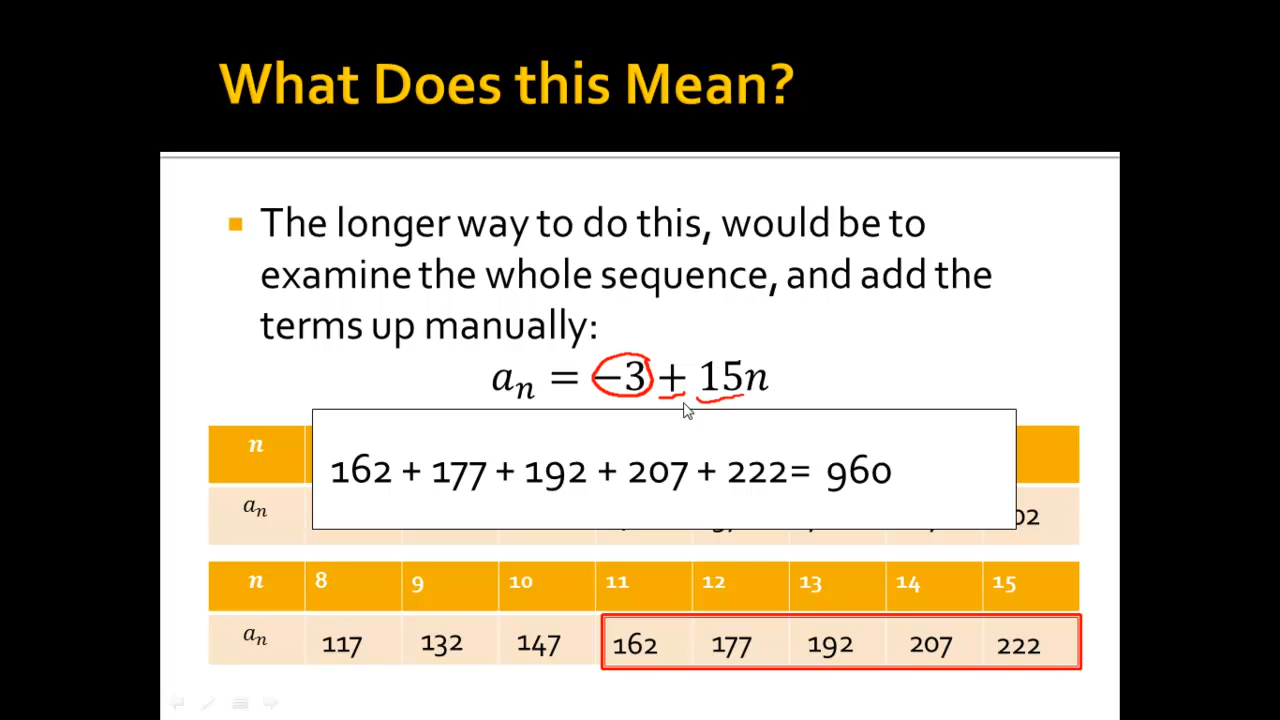 What Does this Mean?
The longer way to do this, would be to
examine the whole sequence, and add the
terms up manually:
aₙ = −3 + 15n
n
162 + 177 + 192 + 207 + 222= 960
aₙ 02
n 8 9 10 11 12 13 14 15
aₙ 117 132 147 162 177 192 207 222